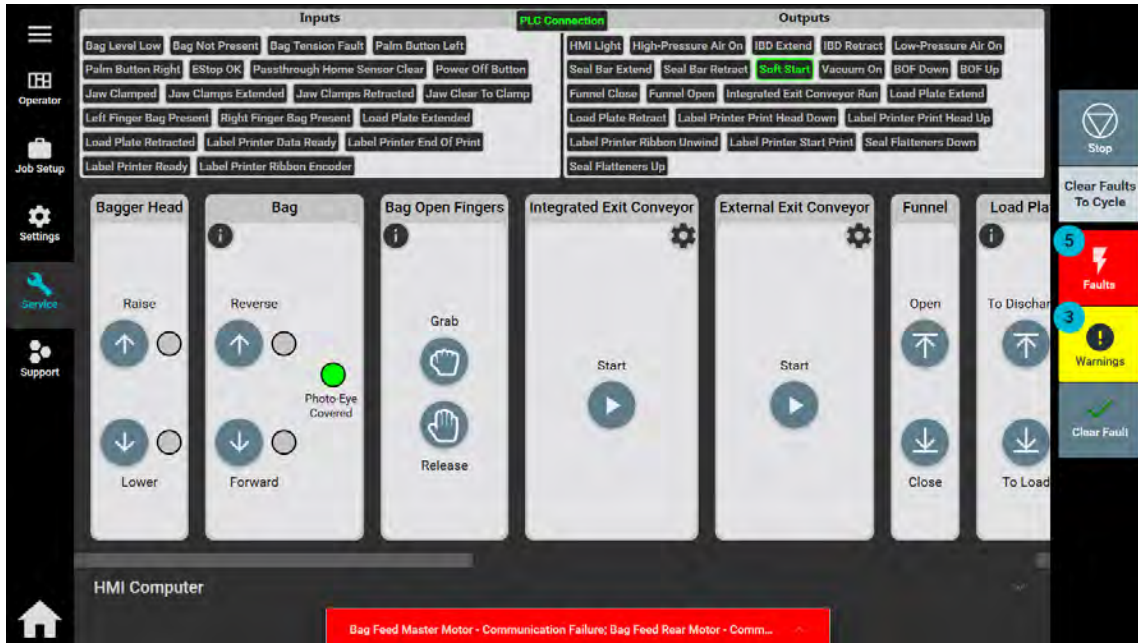 Inputs
PLC Connection
Outputs
Bag Level Low Bag Not Present Bag Tension Fault Palm Button Left
Palm Button Right EStop OK Passthrough Home Sensor Clear Power Off Button
Jaw Clamped Jaw Clamps Extended Jaw Clamps Retracted Jaw Clear To Clamp
Left Finger Bag Present Right Finger Bag Present Load Plate Extended
Load Plate Retracted Label Printer Data Ready Label Printer End Of Print
Label Printer Ready Label Printer Ribbon Encoder
HMI Light High-Pressure Air On IBD Extend IBD Retract Low-Pressure Air On
Seal Bar Extend Seal Bar Retract Soft Start Vacuum On BOF Down BOF Up
Funnel Close Funnel Open Integrated Exit Conveyor Run Load Plate Extend
Load Plate Retract Label Printer Print Head Down Label Printer Print Head Up
Label Printer Ribbon Unwind Label Printer Start Print Seal Flatteners Down
Seal Flatteners Up
Operator
Job Setup
Settings
Service
Support
Bagger Head
Raise
Lower
Bag
Reverse
Photo-Eye
Covered
Forward
Bag Open Fingers
Grab
Release
Integrated Exit Conveyor
Start
External Exit Conveyor
Start
Funnel
Open
Close
Load Pla
To Dischar
To Load
Stop
Clear Faults
To Cycle
5
Faults
3
Warnings
Clear Fault
HMI Computer
Bag Feed Master Motor - Communication Failure; Bag Feed Rear Motor - Comm...